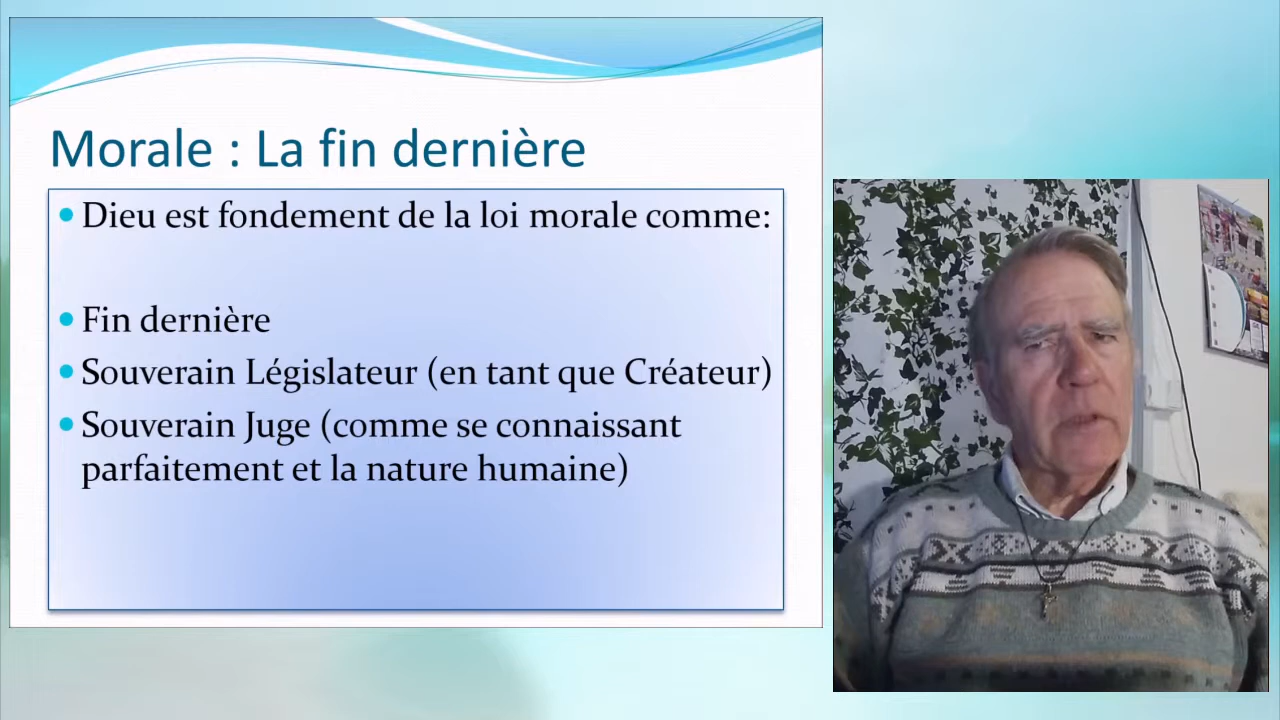 Morale : La fin dernière
Dieu est fondement de la loi morale comme:
Fin dernière
Souverain Législateur (en tant que Créateur)
Souverain Juge (comme se connaissant
parfaitement et la nature humaine)